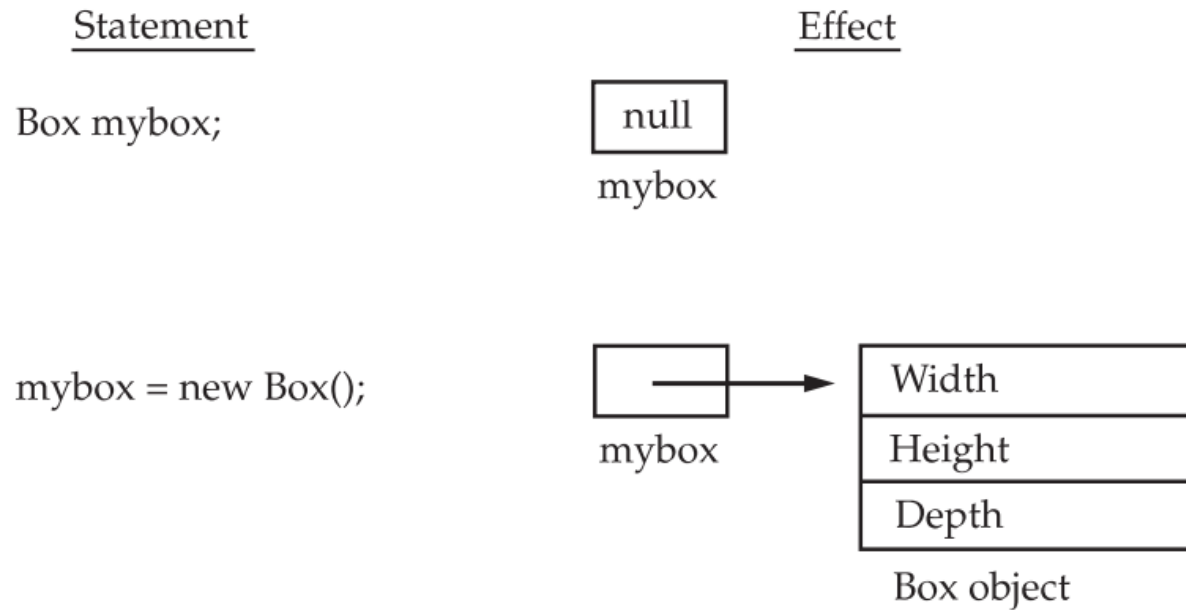 Statement
Effect
Box mybox;
null
mybox
mybox = new Box();
mybox
Width
Height
Depth
Box object